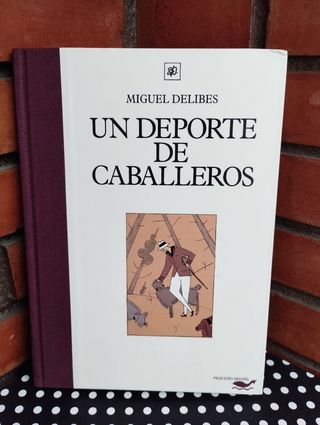 MIGUEL DELIBES
UN DEPORTE
DE
CABALLEROS
PEQUEÑO DELFÍN